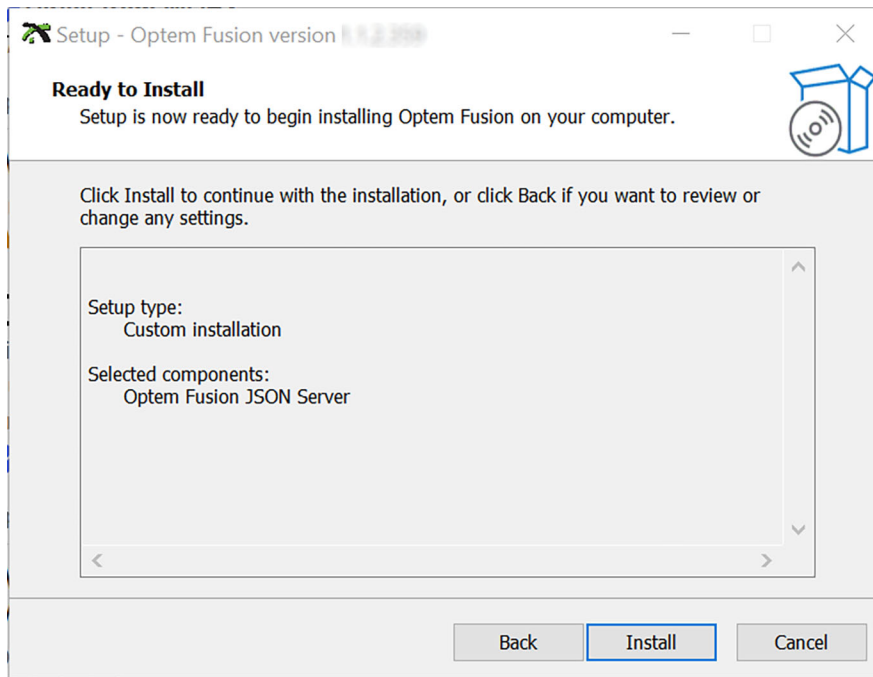 Setup - Optem Fusion version
Ready to Install
Setup is now ready to begin installing Optem Fusion on your computer.
Click Install to continue with the installation, or click Back if you want to review or
change any settings.
Setup type:
Custom installation
Selected components:
Optem Fusion JSON Server
Back
Install
Cancel